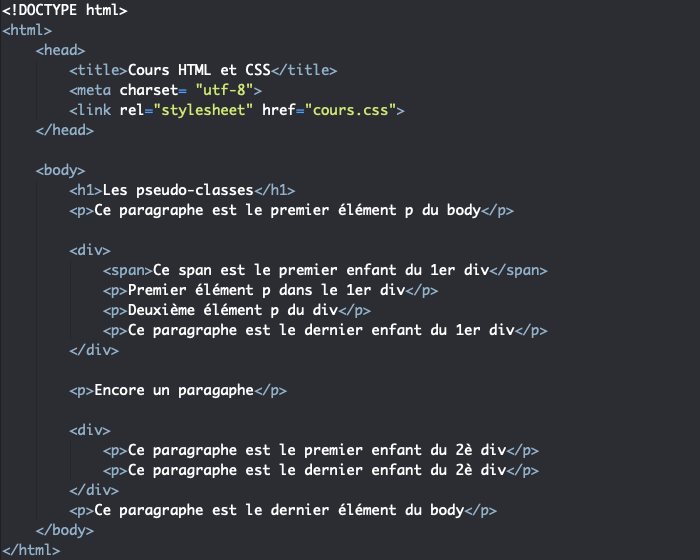 <!DOCTYPE html>
<html>
<head>
<title>Cours HTML et CSS</title>
<meta charset= "utf-8">
<link rel="stylesheet" href="cours.css">
</head>
<body>
<h1>Les pseudo-classes</h1>
<p>Ce paragraphe est le premier élément p du body</p>
<div>
<span>Ce span est le premier enfant du 1er div</span>
<p>Premier élément p dans le 1er div</p>
<p>Deuxième élément p du div</p>
<p>Ce paragraphe est le dernier enfant du 1er div</p>
</div>
<p>Encore un paragaphe</p>
<div>
<p>Ce paragraphe est le premier enfant du 2è div</p>
<p>Ce paragraphe est le dernier enfant du 2è div</p>
</div>
<p>Ce paragraphe est le dernier élément du body</p>
</body>
</html>